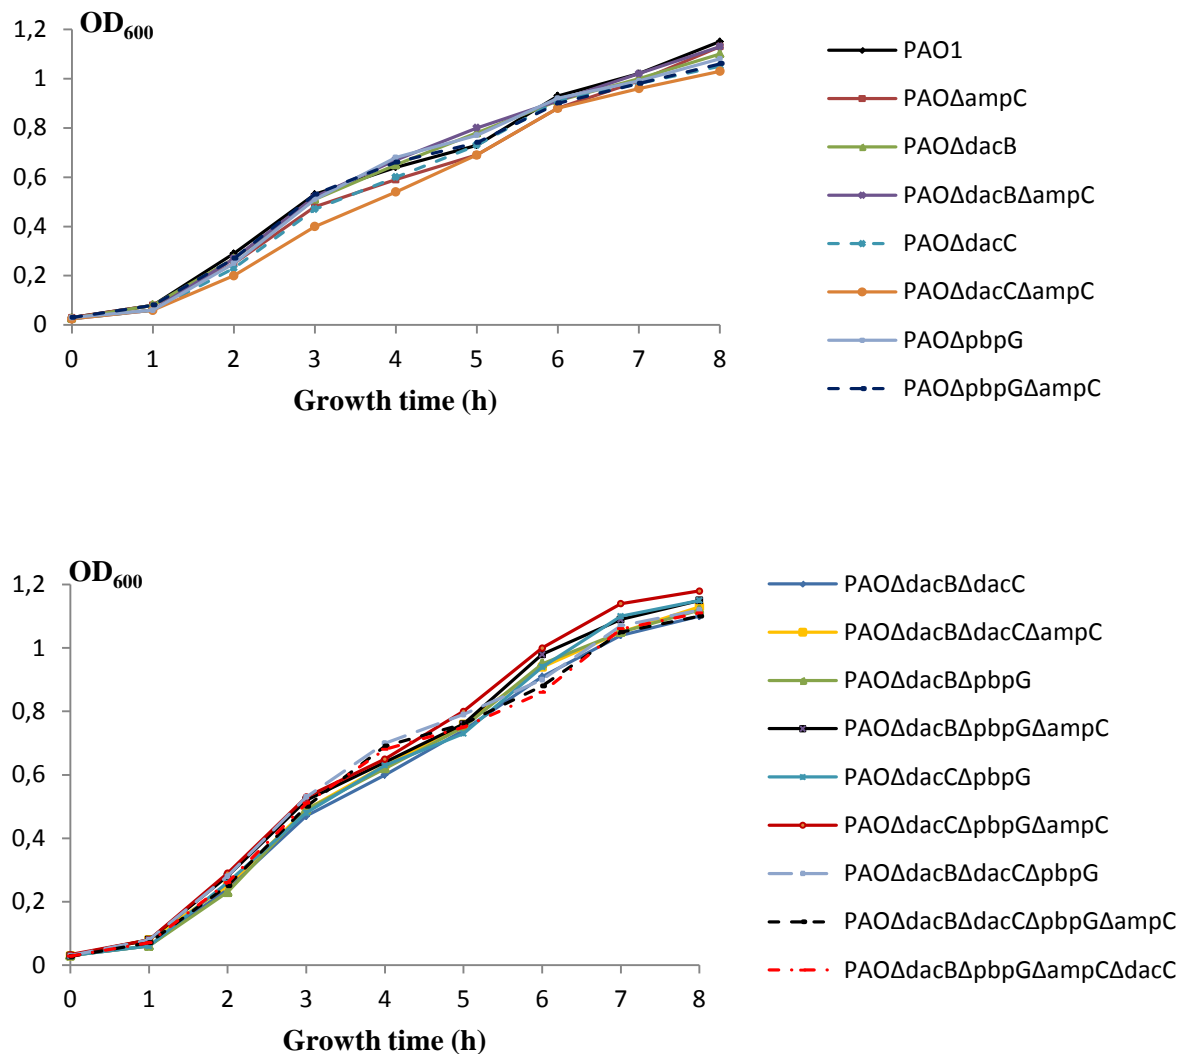 OD600
1,2
1
0,8
0,6
0,4
0,2
0
0 1 2 3 4 5 6 7 8
Growth time (h)
PAO1
PAOΔampC
PAOΔdacB
PAOΔdacBΔampC
PAOΔdacC
PAOΔdacCΔampC
PAOΔpbpG
PAOΔpbpGΔampC
OD600
1,2
1
0,8
0,6
0,4
0,2
0
0 1 2 3 4 5 6 7 8
Growth time (h)
PAOΔdacBΔdacC
PAOΔdacBΔdacCΔampC
PAOΔdacBΔpbpG
PAOΔdacBΔpbpGΔampC
PAOΔdacCΔpbpG
PAOΔdacCΔpbpGΔampC
PAOΔdacBΔdacCΔpbpG
PAOΔdacBΔdacCΔpbpGΔampC
PAOΔdacBΔpbpGΔampCΔdacC